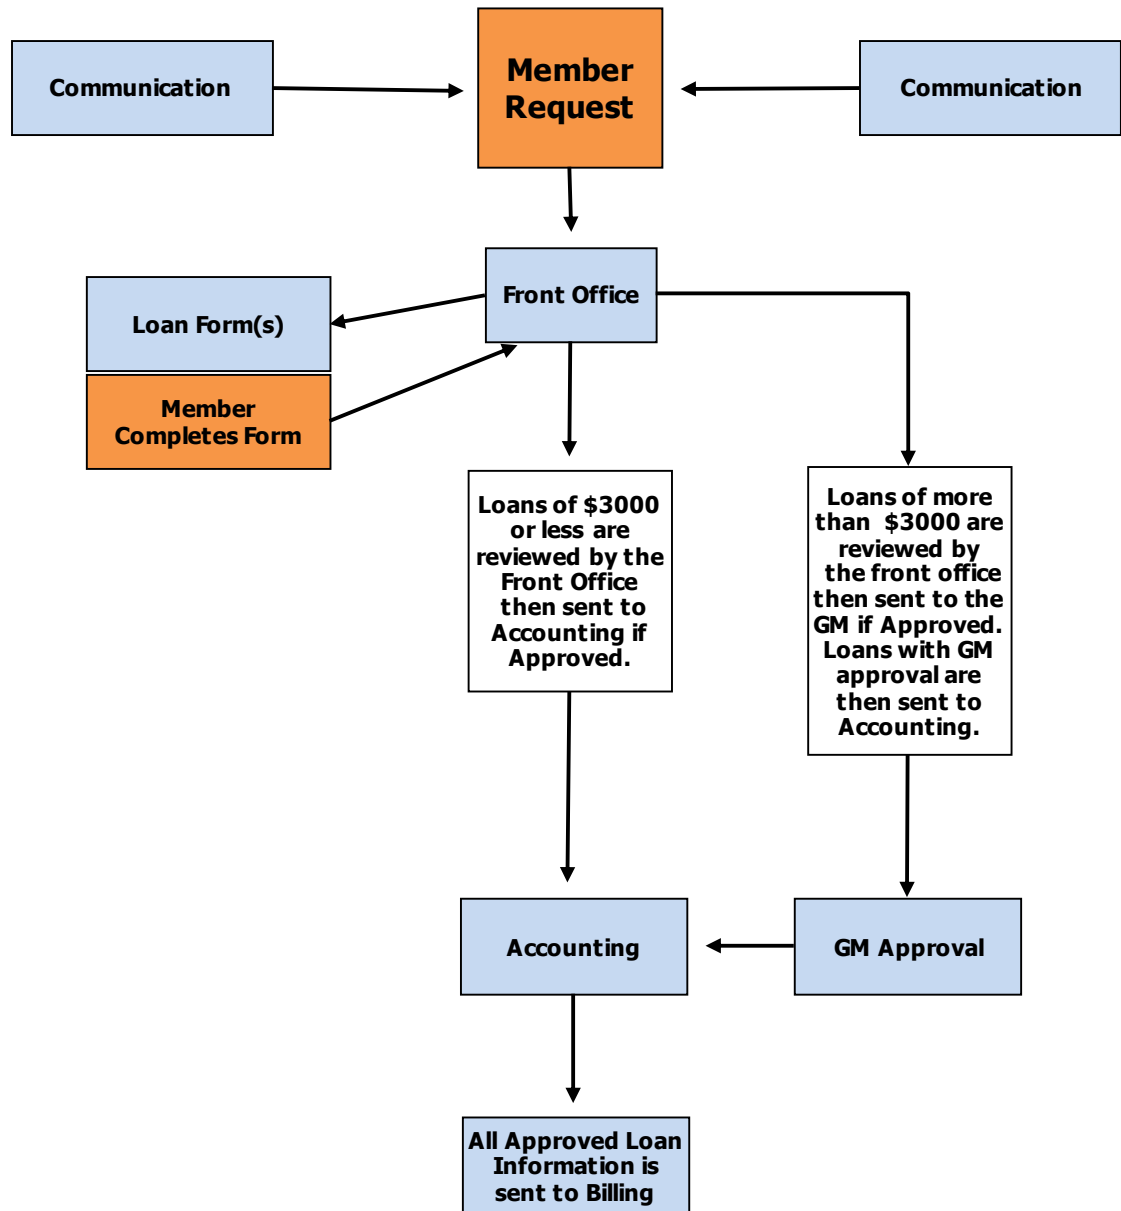 Communication
Member
Request
Communication
Front Office
Loan Form(s)
Member
Completes Form
Loans of $3000
or less are
reviewed by the
Front Office
then sent to
Accounting if
Approved.
Loans of more
than  $3000 are
reviewed by
the front office
then sent to the
GM if Approved.
Loans with GM
approval are
then sent to
Accounting.
Accounting
GM Approval
All Approved Loan
Information is
sent to Billing